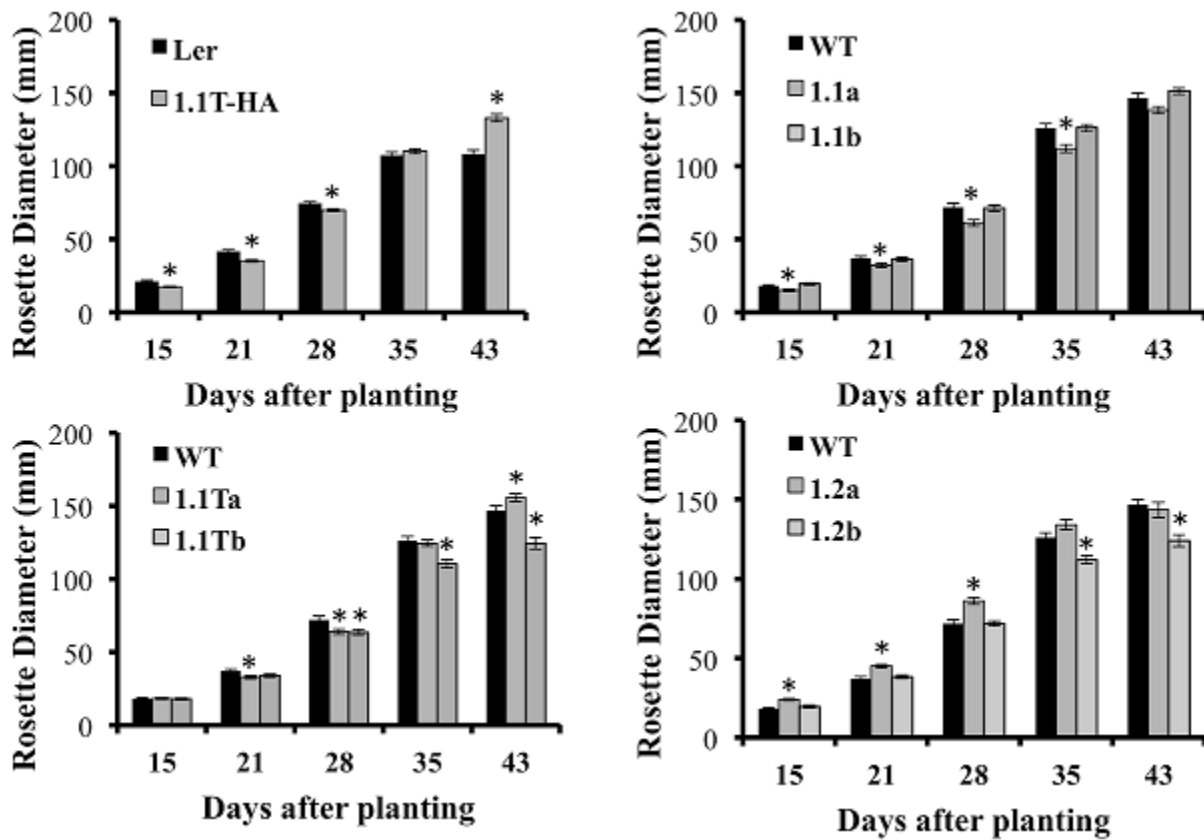 Rosette Diameter (mm)
200
150
100
50
0
Ler
1.1T-HA
*
*
*
*
15 21 28 35 43
Days after planting
Rosette Diameter (mm)
200
150
100
50
0
WT
1.1a
1.1b
*
*
*
*
15 21 28 35 43
Days after planting
Rosette Diameter (mm)
200
150
100
50
0
WT
1.1Ta
1.1Tb
*
* *
*
*
*
15 21 28 35 43
Days after planting
Rosette Diameter (mm)
200
150
100
50
0
WT
1.2a
1.2b
*
*
*
*
*
15 21 28 35 43
Days after planting